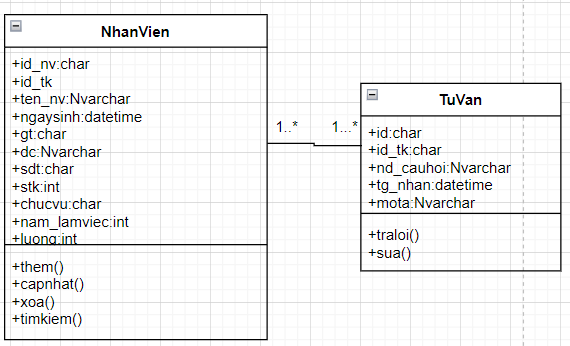 NhanVien
+id_nv:char
+id_tk
+ten_nv:Nvarchar
+ngaysinh:datetime
+gt:char
+dc:Nvarchar
+sdt:char
+stk:int
+chucvu:char
+nam_lamviec:int
+luong:int
+them()
+capnhat()
+xoa()
+timkiem()
1..*
1...*
TuVan
+id:char
+id_tk:char
+nd_cauhoi:Nvarchar
+tg_nhan:datetime
+mota:Nvarchar
+traloi()
+sua()